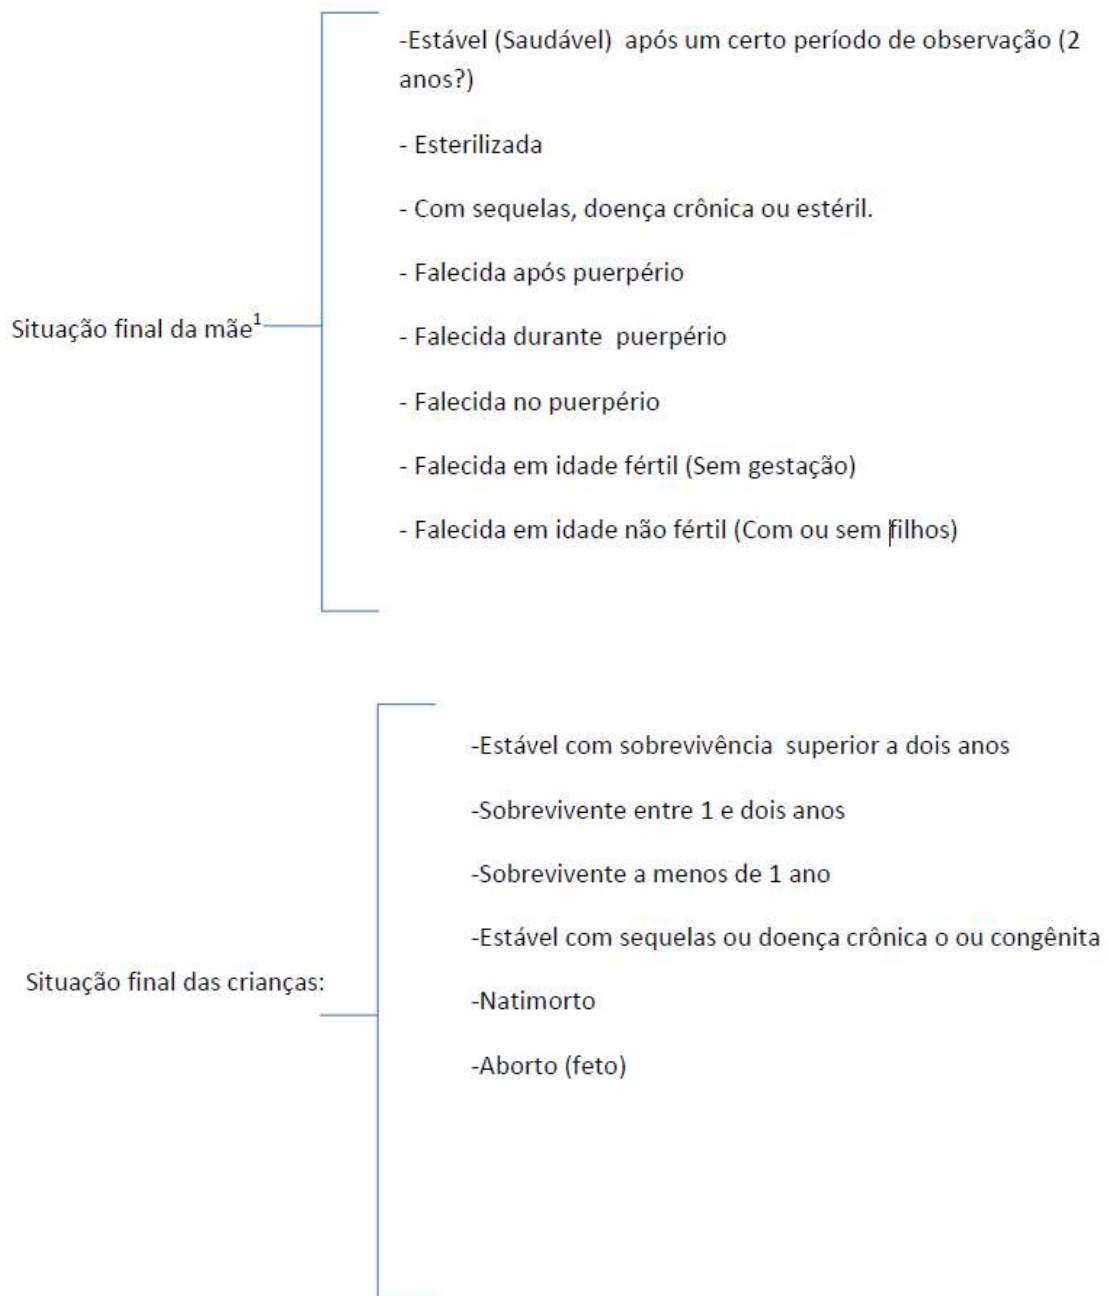 -Estável (Saudável)  após um certo período de observação (2
anos?)
- Esterilizada
- Com sequelas, doença crônica ou estéril.
- Falecida após puerpério
Situação final da mãe¹
- Falecida durante  puerpério
- Falecida no puerpério
- Falecida em idade fértil (Sem gestação)
- Falecida em idade não fértil (Com ou sem filhos)
-Estável com sobrevivência  superior a dois anos
-Sobrevivente entre 1 e dois anos
-Sobrevivente a menos de 1 ano
-Estável com sequelas ou doença crônica o ou congênita
Situação final das crianças:
-Natimorto
-Aborto (feto)